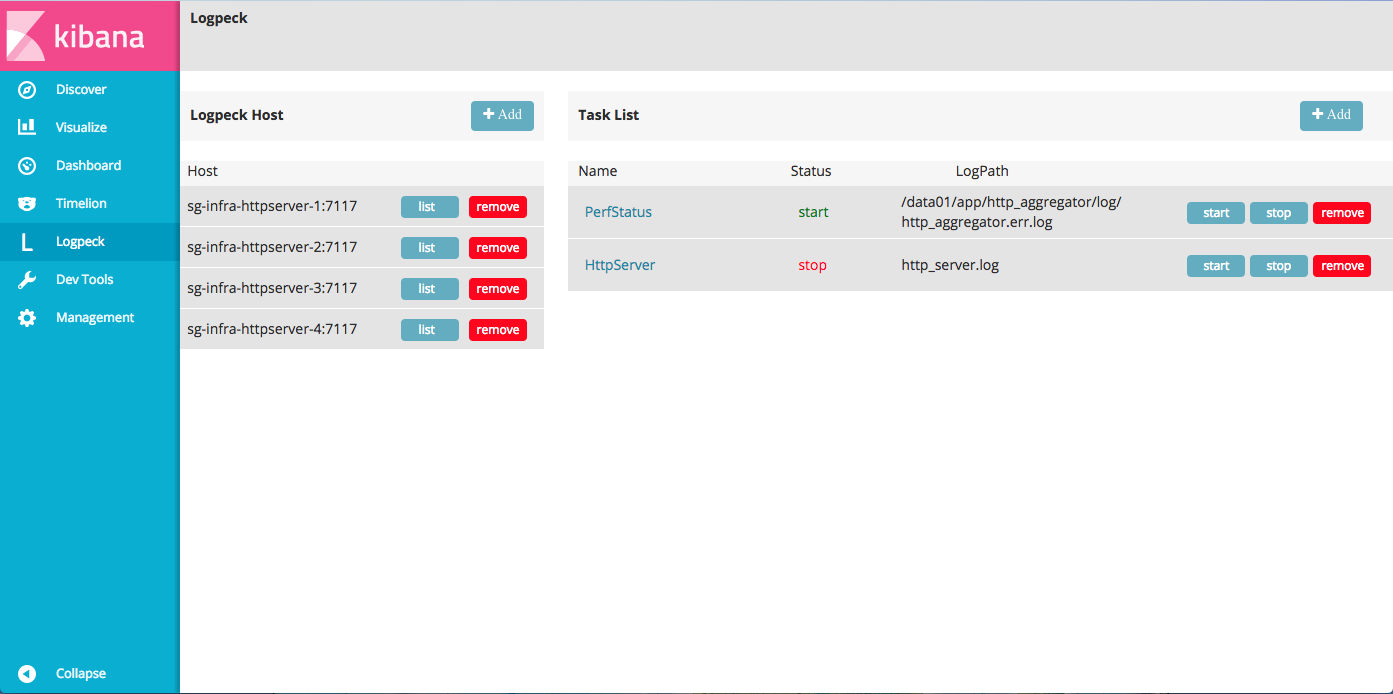 kibana
Discover
Visualize
Dashboard
Timelion
L Logpeck
Dev Tools
Management
Collapse
Logpeck
Logpeck Host + Add
Host
sg-infra-httpserver-1:7117 list remove
sg-infra-httpserver-2:7117 list remove
sg-infra-httpserver-3:7117 list remove
sg-infra-httpserver-4:7117 list remove
Task List + Add
Name Status LogPath
PerfStatus start /data01/app/http_aggregator/log/
http_aggregator.err.log start stop remove
HttpServer stop http_server.log start stop remove